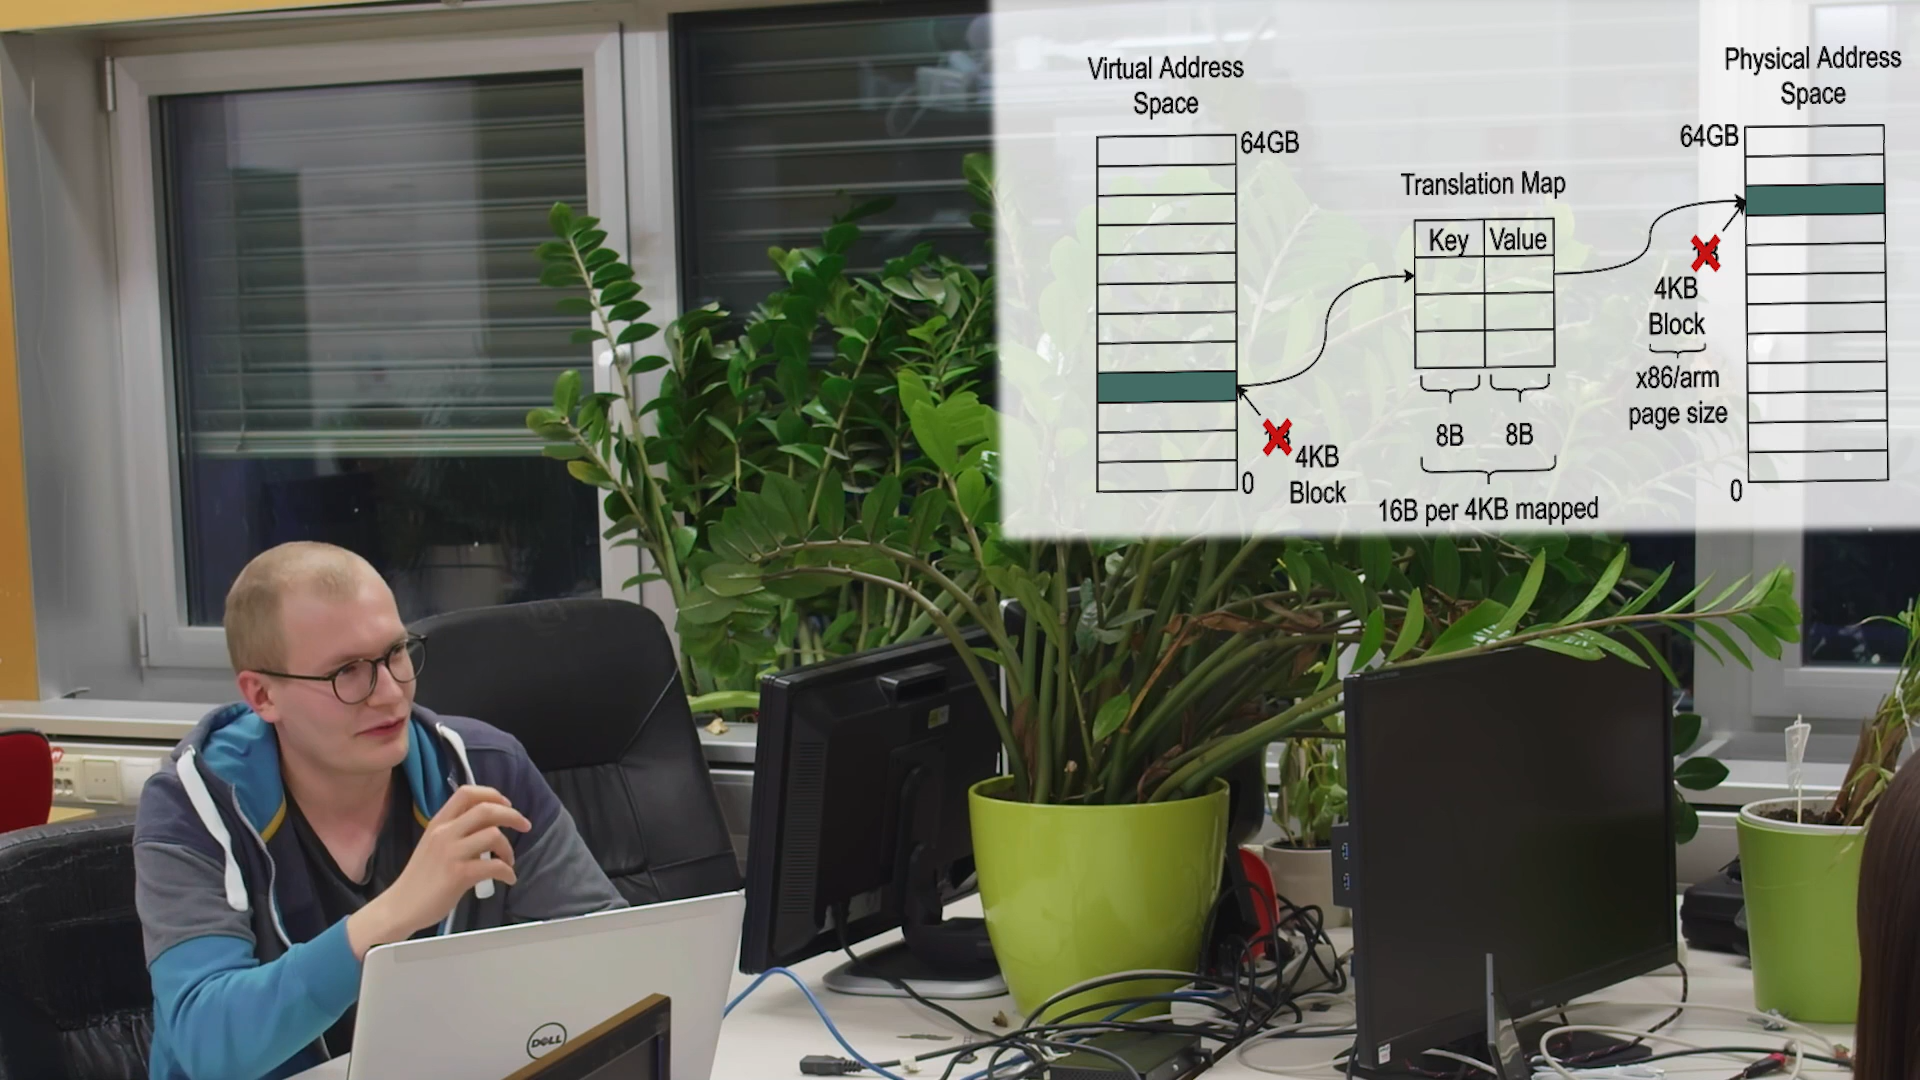 Virtual Address
Space
64GB
0
4KB
Block
Translation Map
Key Value
8B 8B
16B per 4KB mapped
Physical Address
Space
64GB
4KB
Block
x86/arm
page size
0
DELL